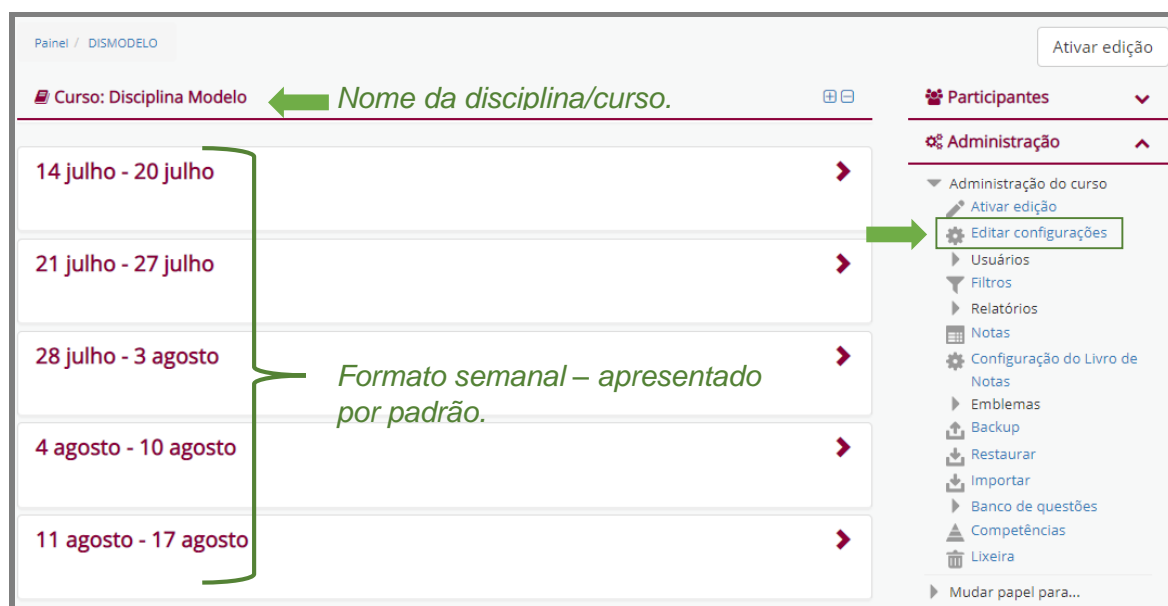 Painel / DISMODELO
Ativar edição
Curso: Disciplina Modelo
Nome da disciplina/curso.
14 julho - 20 julho
21 julho - 27 julho
28 julho - 3 agosto
Formato semanal – apresentado
por padrão.
4 agosto - 10 agosto
11 agosto - 17 agosto
Participantes
Administração
Administração do curso
Ativar edição
Editar configurações
Usuários
Filtros
Relatórios
Notas
Configuração do Livro de
Notas
Emblemas
Backup
Restaurar
Importar
Banco de questões
Competências
Lixeira
Mudar papel para...